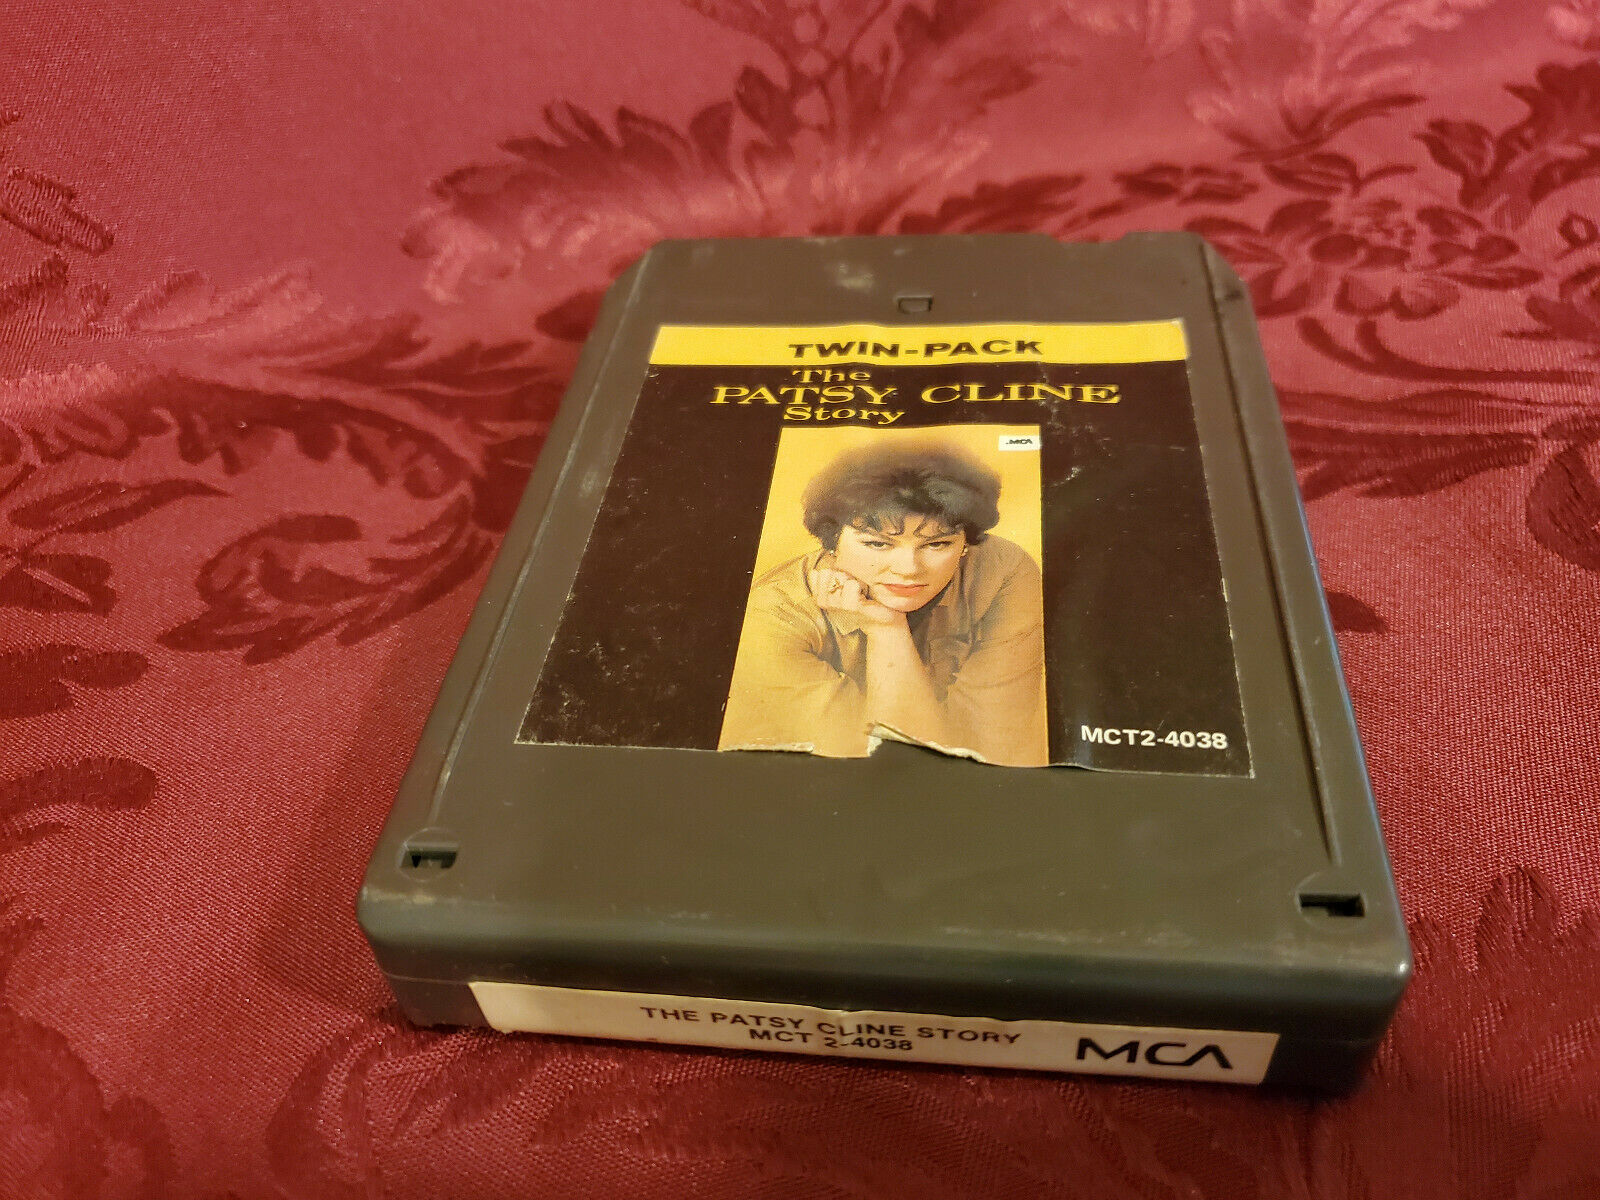 TWIN-PACK
The
PATSY CLINE
Story
MCA
MCT2-4038
THE PATSY CLINE STORY
MCT 2-4038
MCA